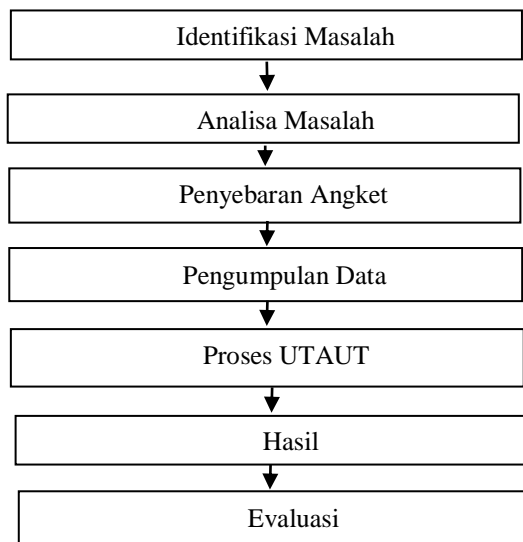 Identifikasi Masalah
Analisa Masalah
Penyebaran Angket
Pengumpulan Data
Proses UTAUT
Hasil
Evaluasi